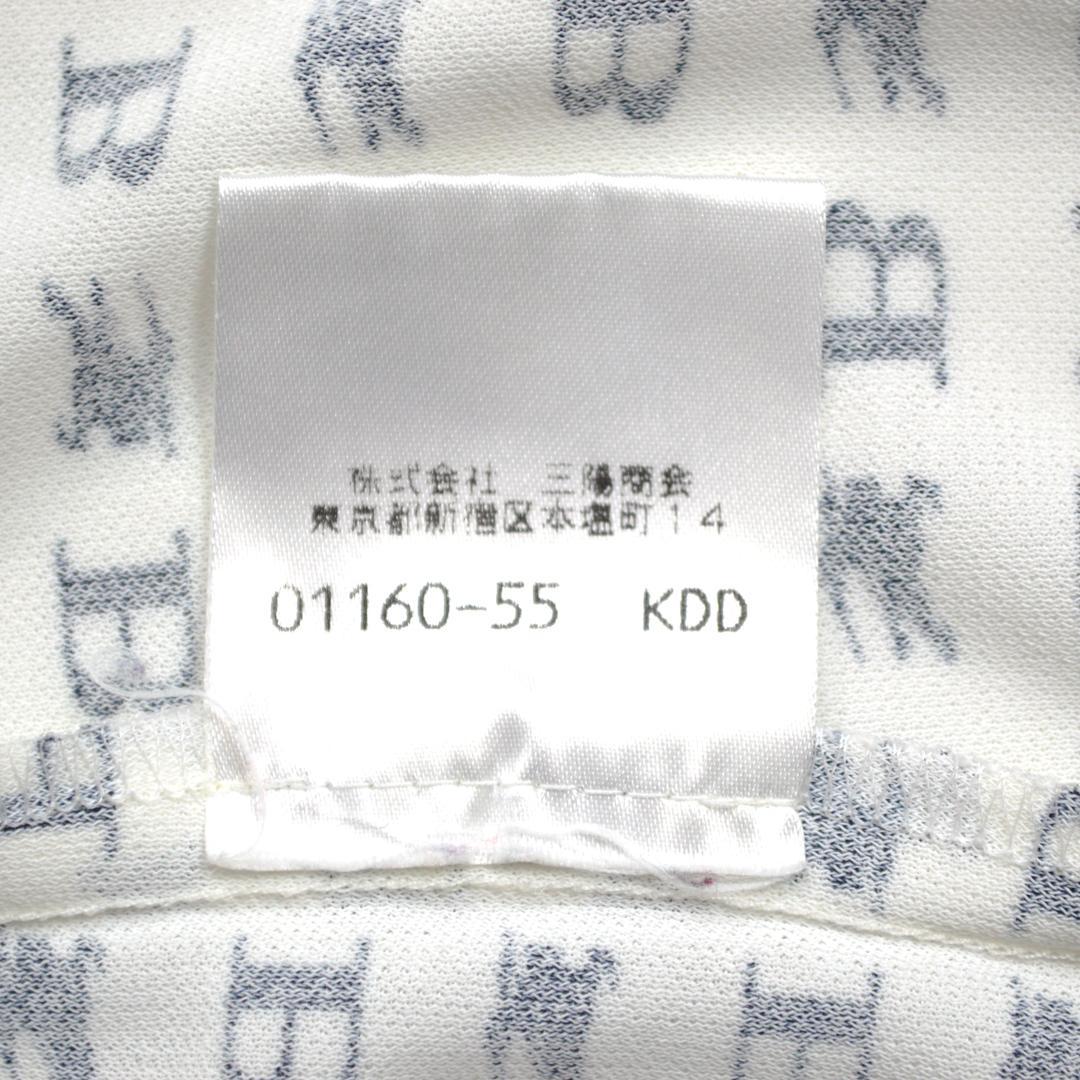 株式会社　三陽商会
東京都新宿区本塩町14
01160-55　KDD